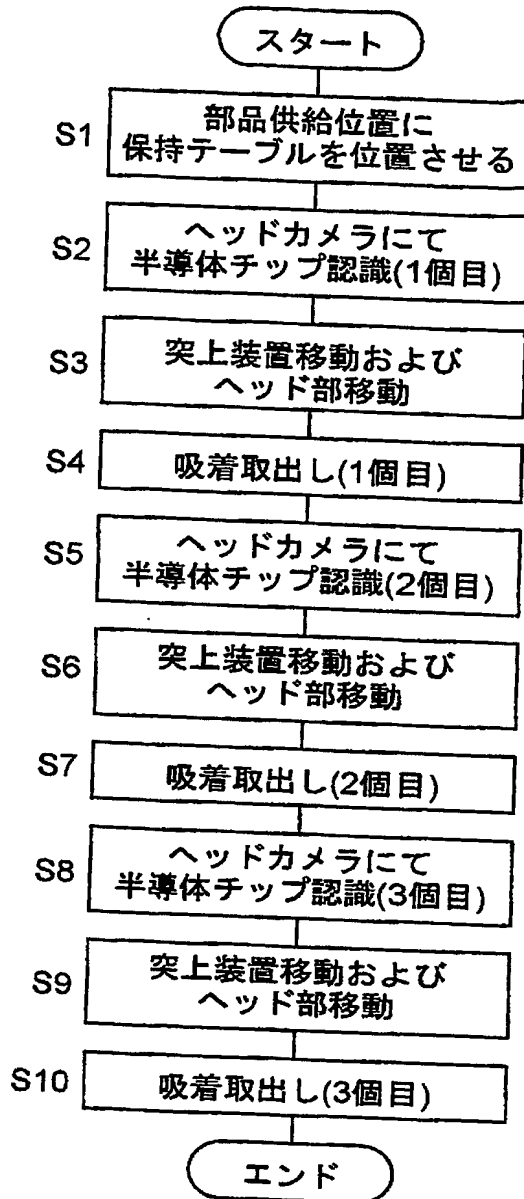 スタート
S1
部品供給位置に
保持テーブルを位置させる
S2
ヘッドカメラにて
半導体チップ認識(1個目)
S3
突上装置移動および
ヘッド部移動
S4
吸着取出し(1個目)
S5
ヘッドカメラにて
半導体チップ認識(2個目)
S6
突上装置移動および
ヘッド部移動
S7
吸着取出し(2個目)
S8
ヘッドカメラにて
半導体チップ認識(3個目)
S9
突上装置移動および
ヘッド部移動
S10
吸着取出し(3個目)
エンド